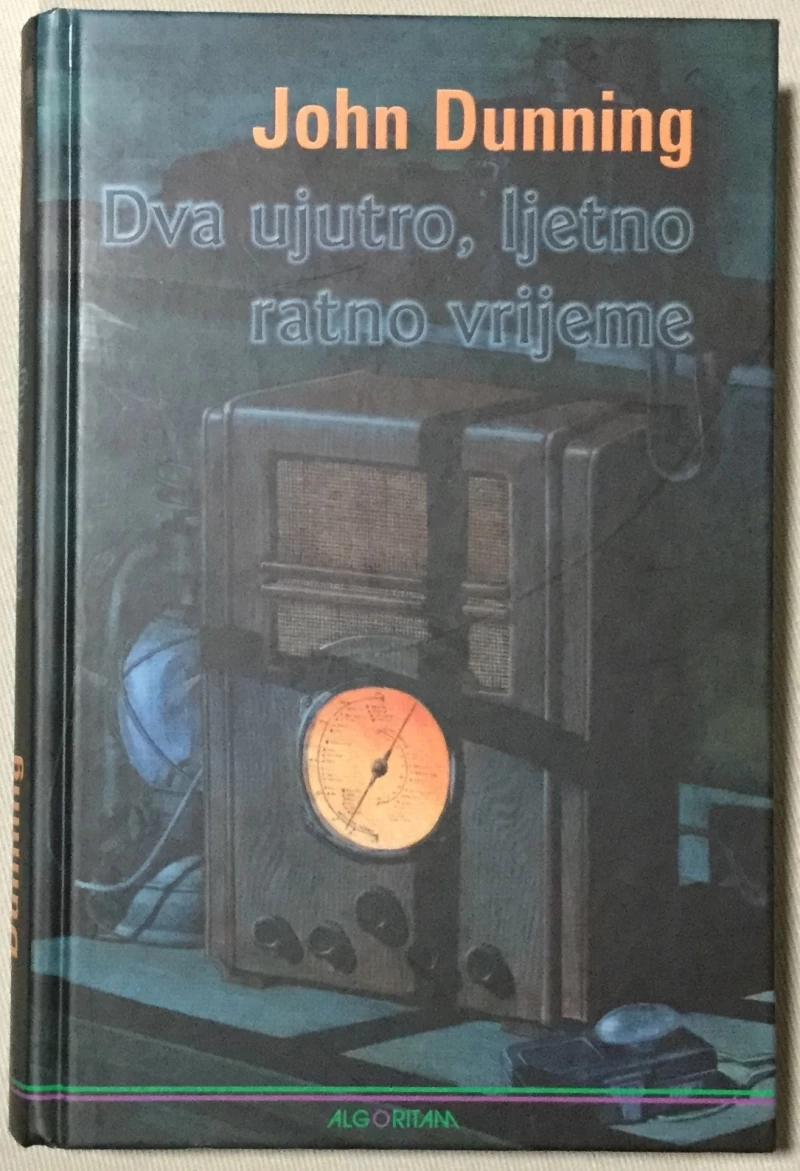 John Dunning
Dva ujutro, ljetno
ratno vrijeme
ALGORITAM
Dunning